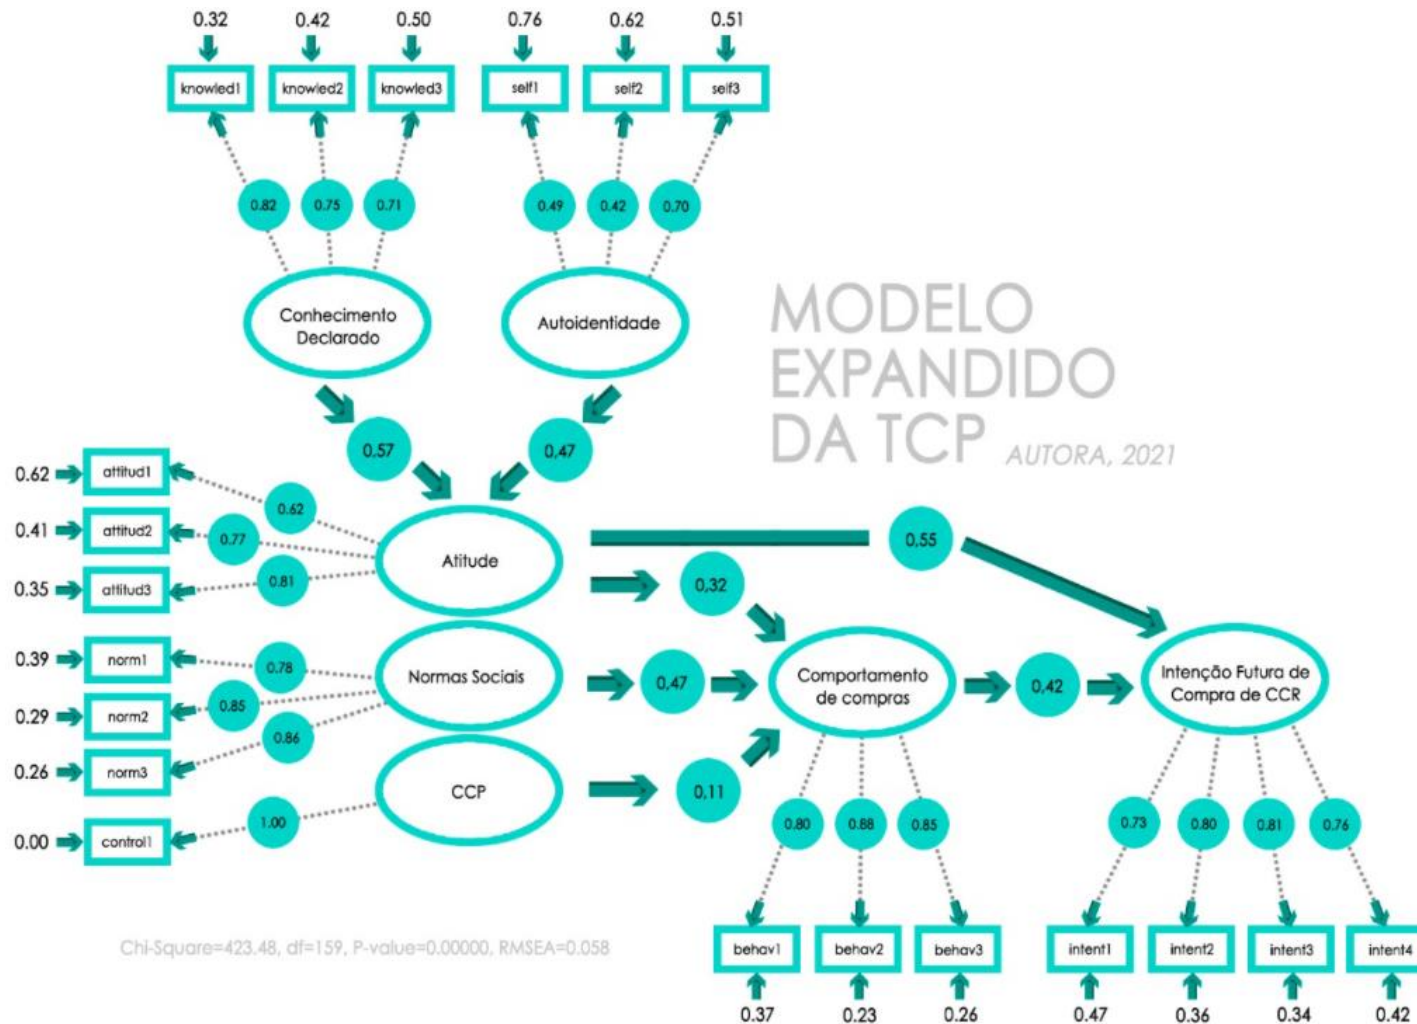 0.32 0.42 0.50 0.76 0.62 0.51
knowled1 knowled2 knowled3 self1 self2 self3
0.82 0.75 0.71 0.49 0.42 0.70
Conhecimento
Declarado
Autoidentidade
MODELO
EXPANDIDO
DA TCP AUTORA, 2021
0,57 0,47
0.62 attitud1
0.62
0.41 attitud2
0.77
0.35 attitud3
0.81
Atitude
0,55
0,32
0.39 norm1
0.78
0.29 norm2
0.85
0.26 norm3
0.86
Normas Sociais
0,47
Comportamento
de compras
0,42
Intenção Futura de
Compra de CCR
CCP
0,11
0.00 control1
1.00
0.80 0.88 0.85
0.73 0.80 0.81 0.76
Chi-Square=423.48, df=159, P-value=0.00000, RMSEA=0.058
behav1 behav2 behav3 intent1 intent2 intent3 intent4
0.37 0.23 0.26 0.47 0.36 0.34 0.42